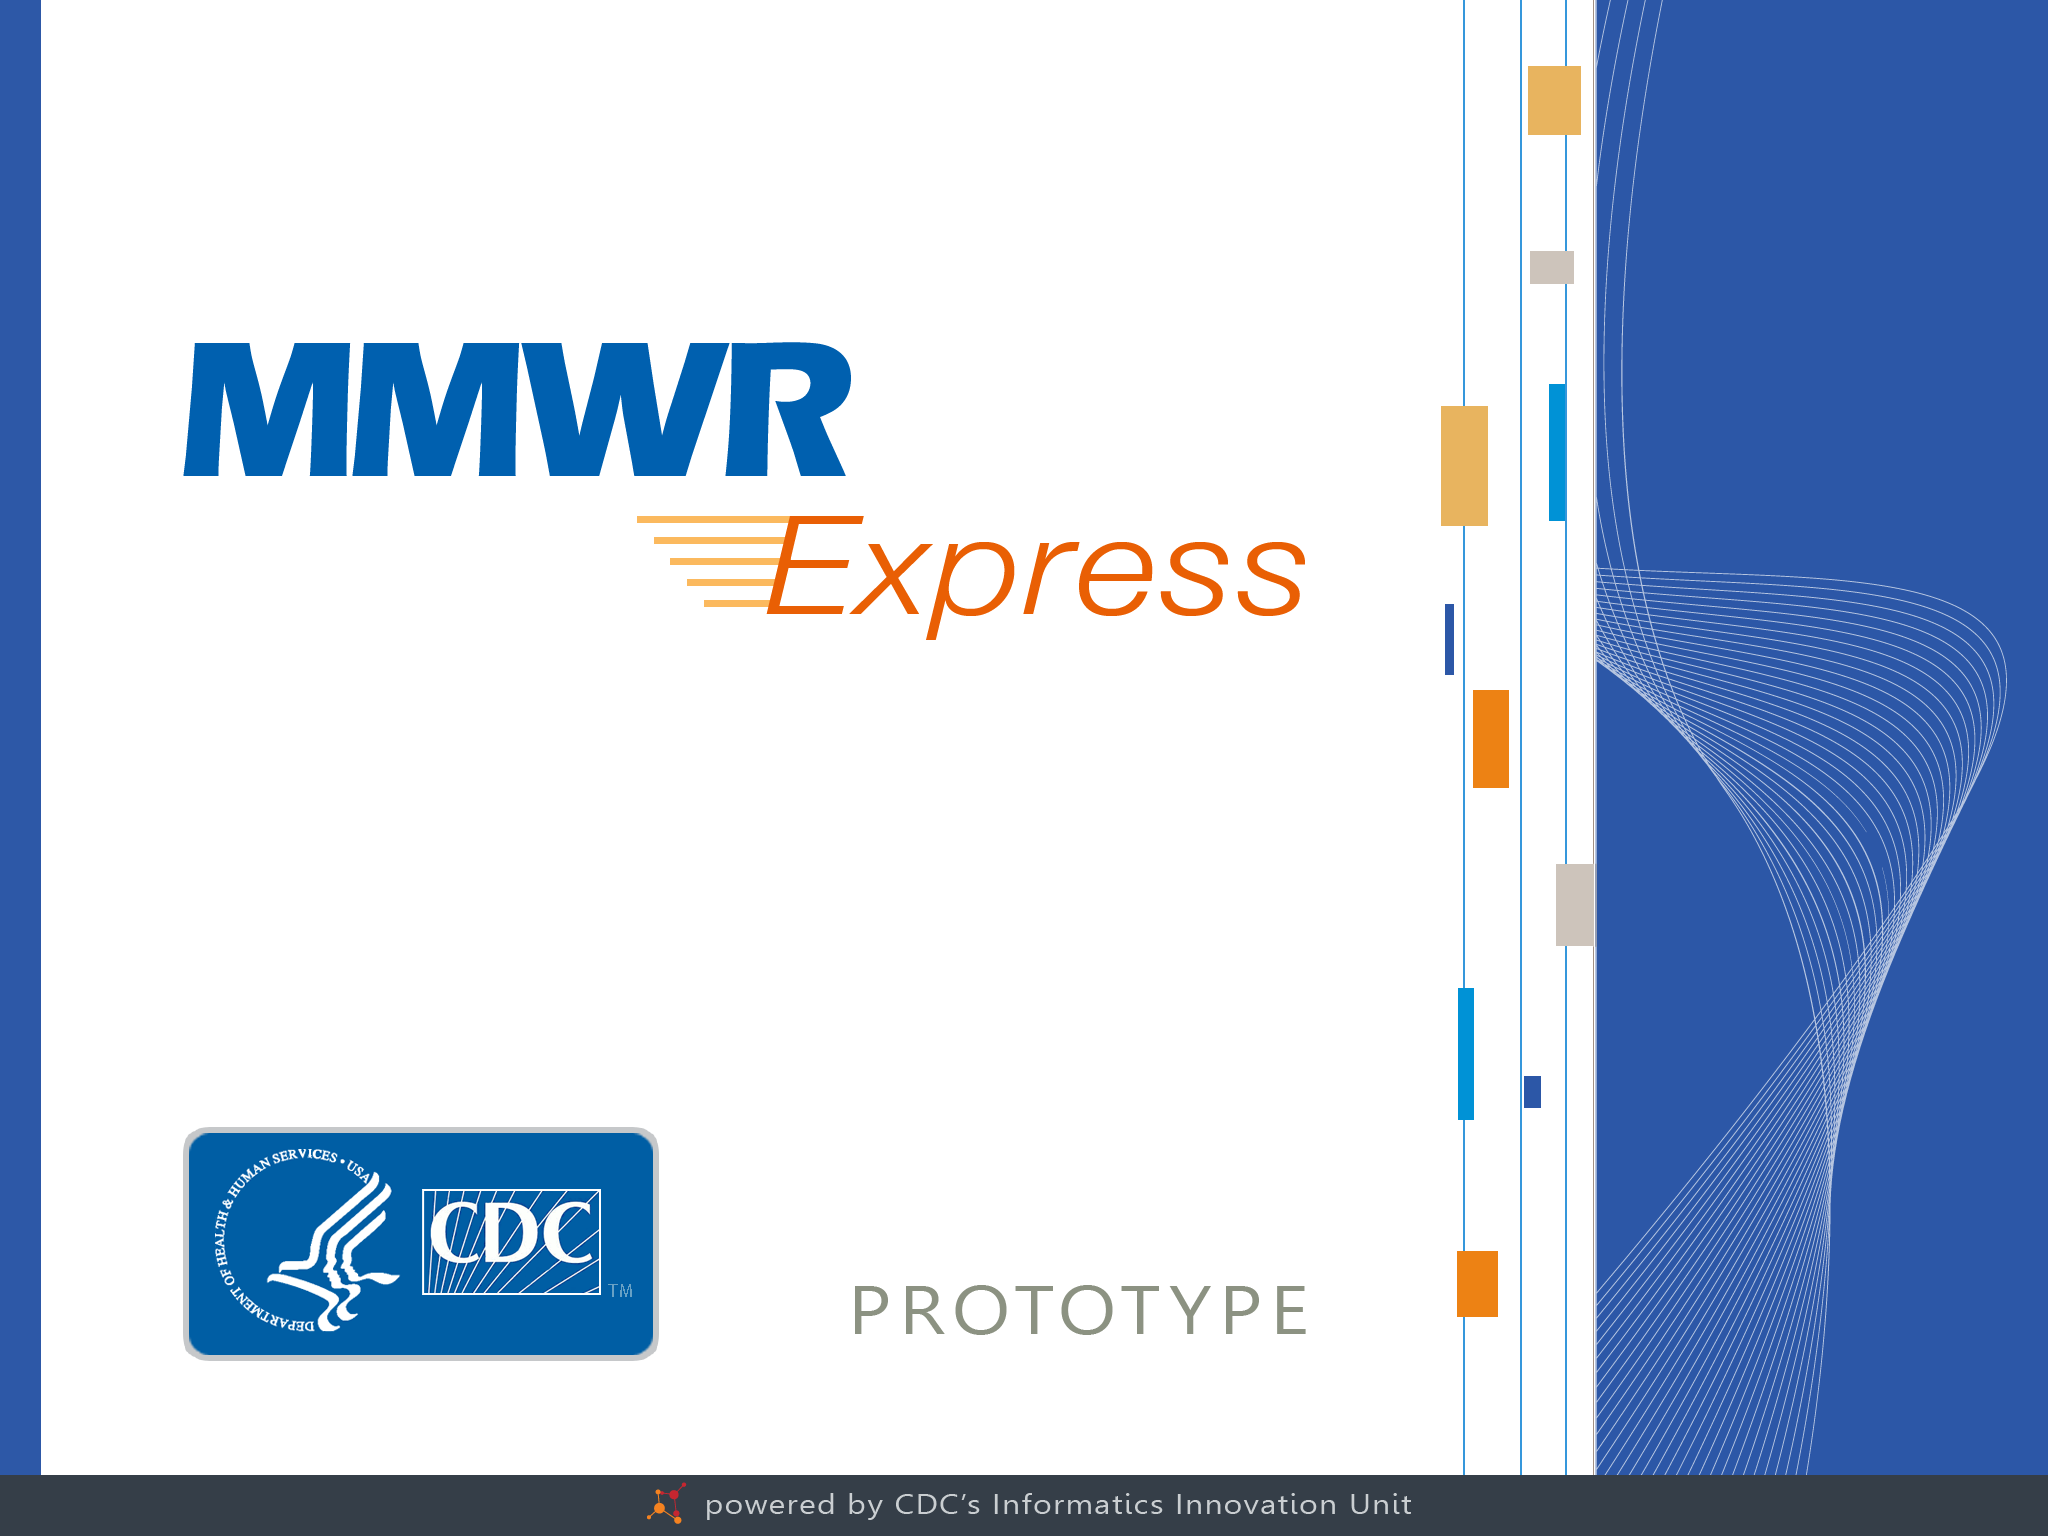 MMWR
Express
DEPARTMENT OF HEALTH & HUMAN SERVICES • USA
CDC
TM
PROTOTYPE
powered by CDC’s Informatics Innovation Unit